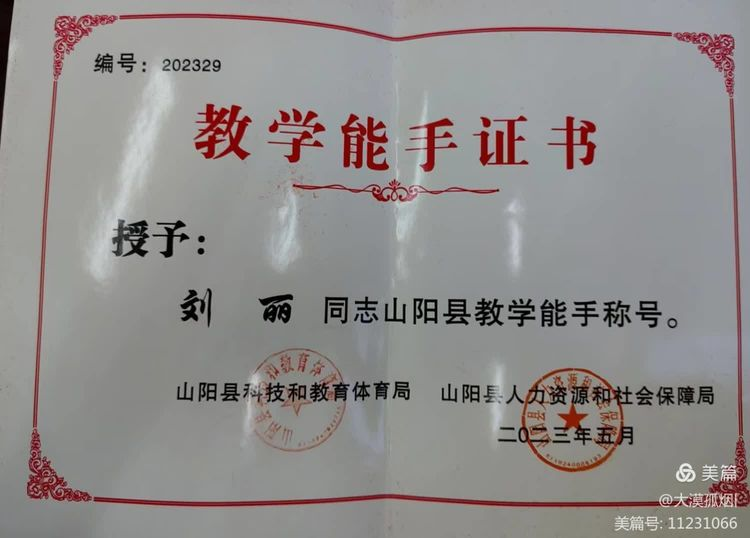 编号：202329
教学能手证书
授予：
刘 丽 同志山阳县教学能手称号。
山阳县科技和教育体育局 山阳县人力资源和社会保障局
二〇二三年五月
美篇
@大漠孤烟
美篇号: 11231066